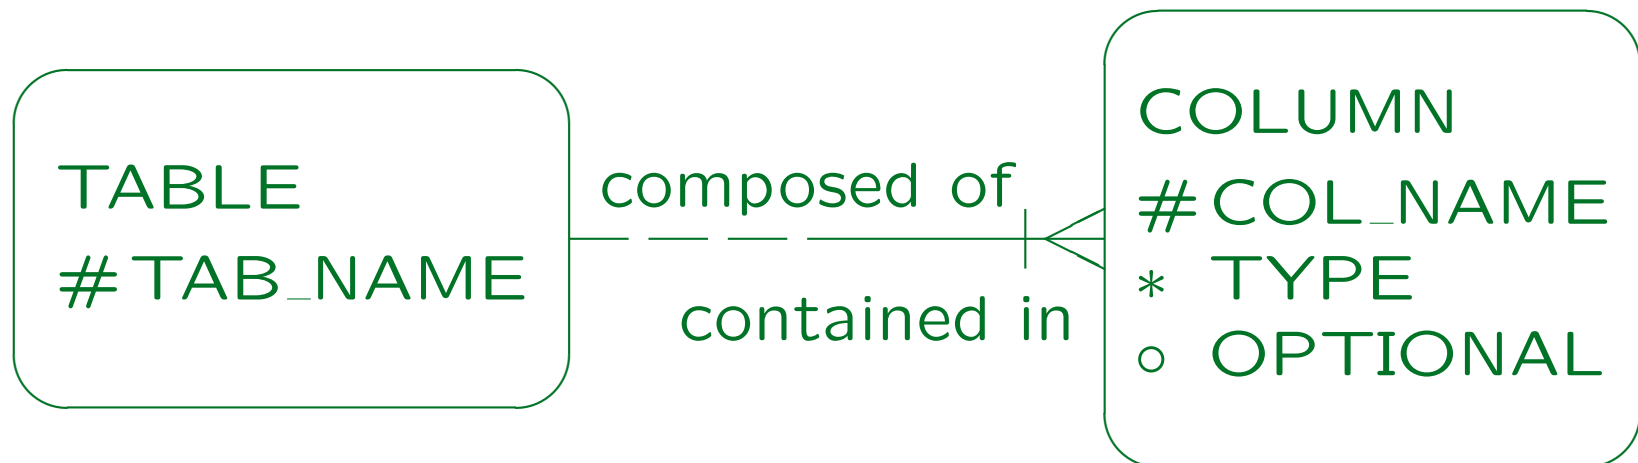 TABLE
#TAB_NAME
composed of
contained in
COLUMN
#COL_NAME
* TYPE
○ OPTIONAL